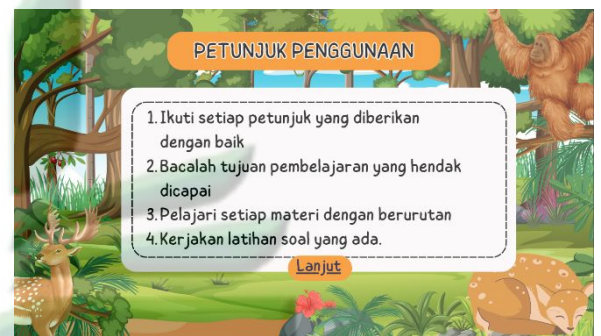 PETUNJUK PENGGUNAAN
1. Ikuti setiap petunjuk yang diberikan
dengan baik
2. Bacalah tujuan pembelajaran yang hendak
dicapai
3. Pelajari setiap materi dengan berurutan
4. Kerjakan latihan soal yang ada.
Lanjut